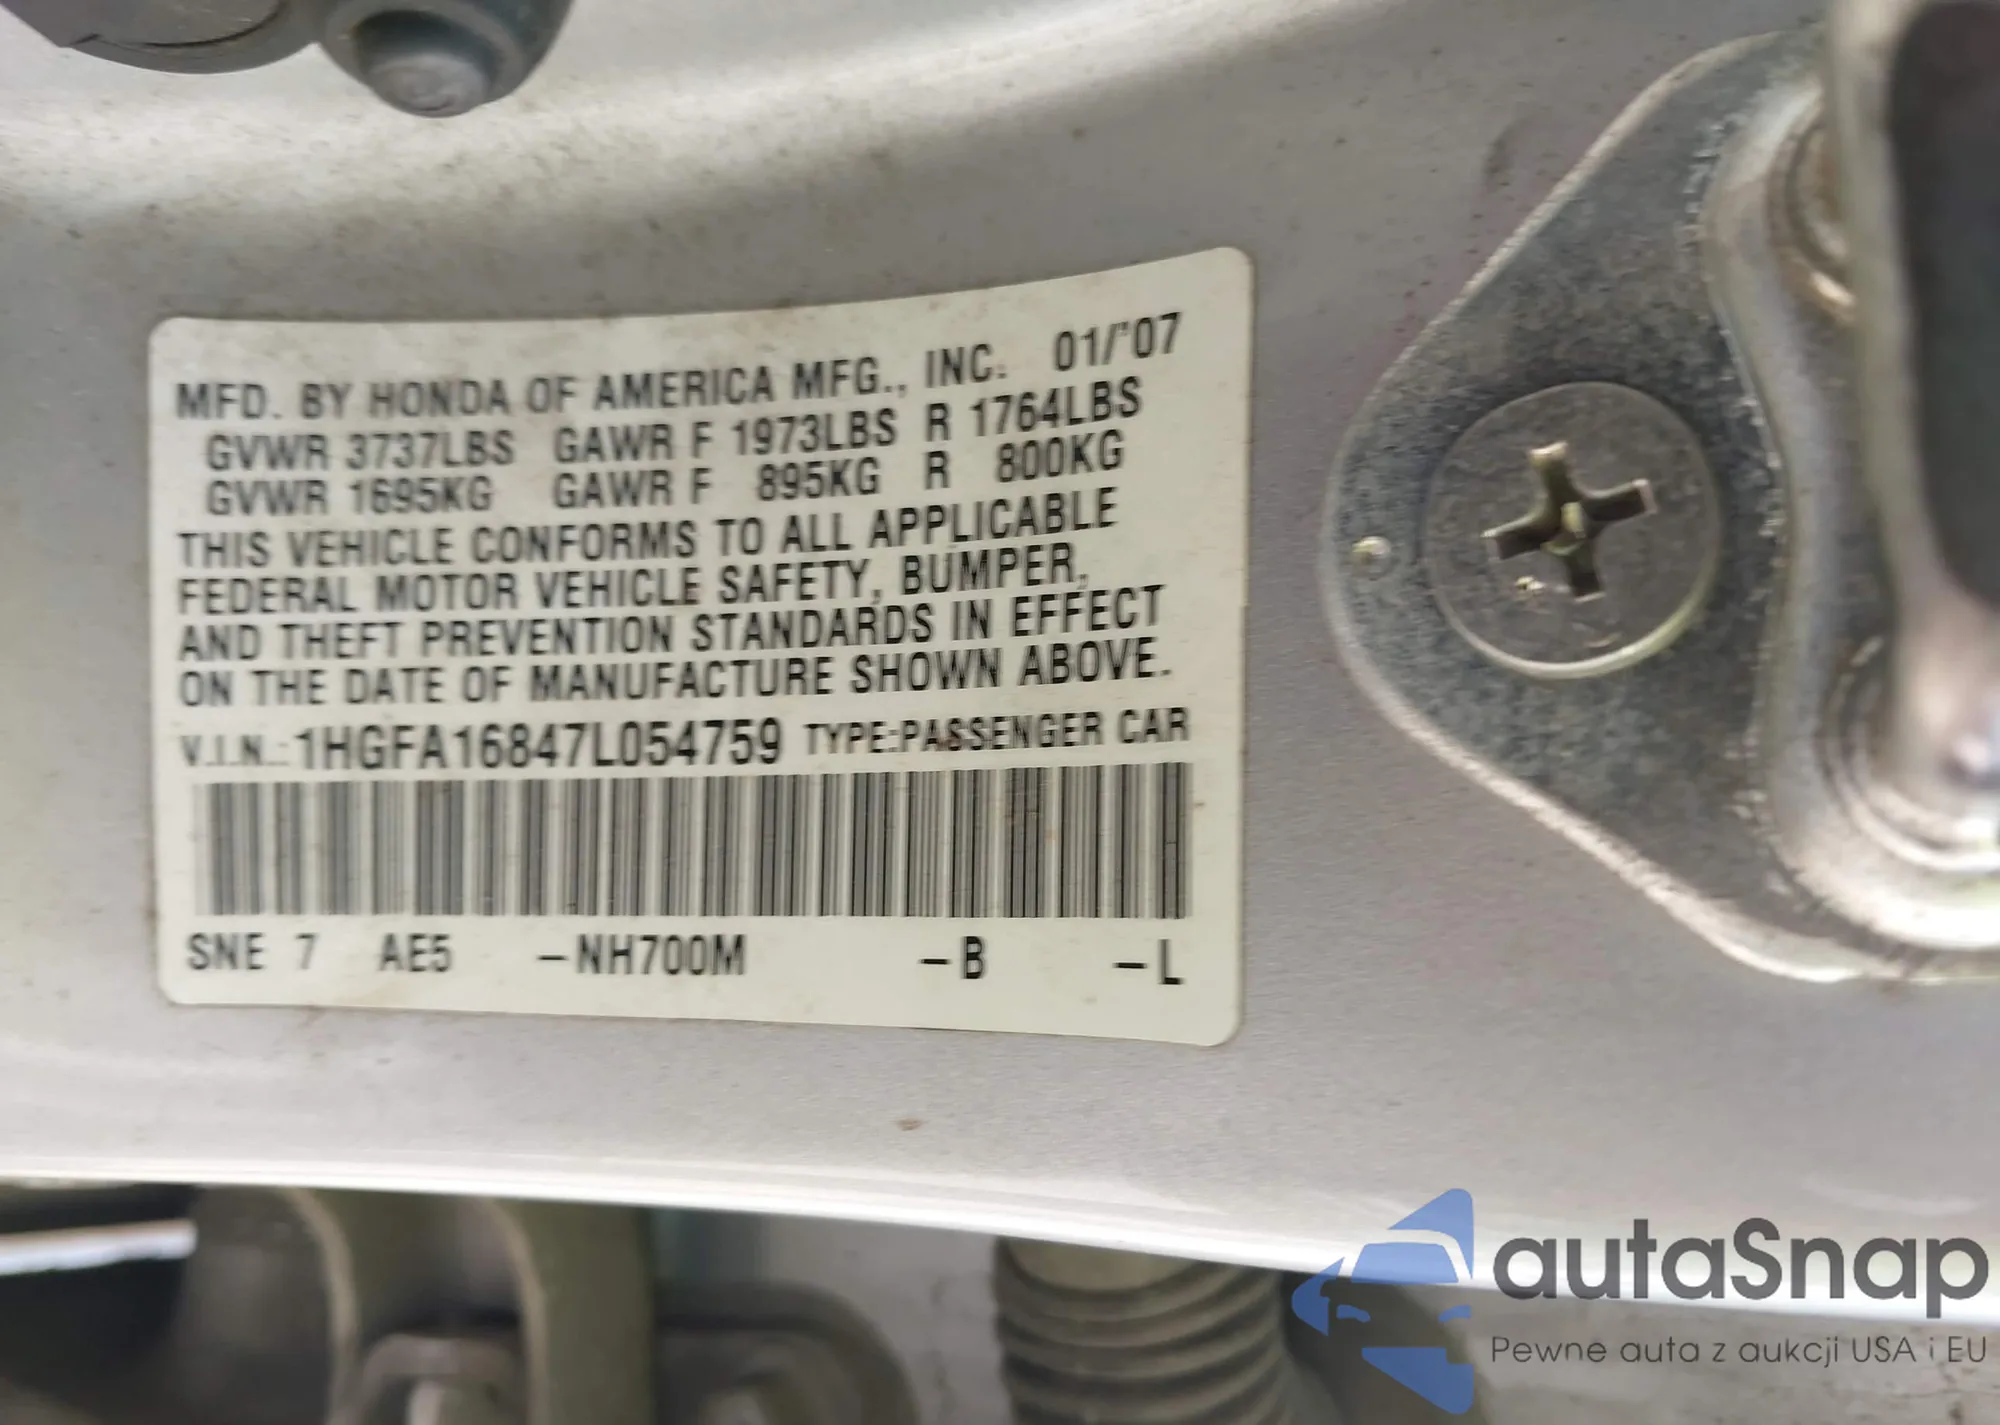 MFD. BY HONDA OF AMERICA MFG., INC. 01/'07
GVWR 3737LBS GAWR F 1973LBS R 1764LBS
GVWR 1695KG GAWR F 895KG R 800KG
THIS VEHICLE CONFORMS TO ALL APPLICABLE
FEDERAL MOTOR VEHICLE SAFETY, BUMPER,
AND THEFT PREVENTION STANDARDS IN EFFECT
ON THE DATE OF MANUFACTURE SHOWN ABOVE.
V.I.N.:1HGFA16847L054759 TYPE:PASSENGER CAR
SNE 7 AE5 -NH700M -B -L
autaSnap
Pewne auta z aukcji USA i EU